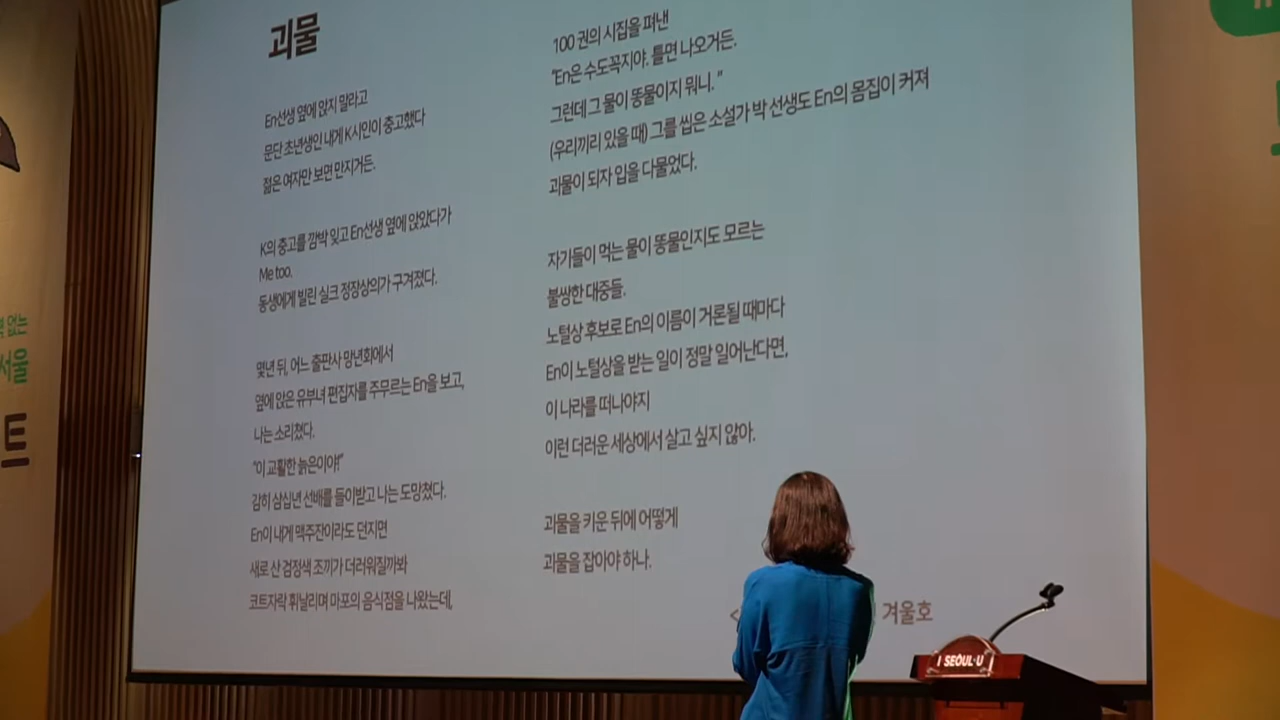 괴물
En선생 옆에 앉지 말라고
문단 초년생인 내게 K시인이 충고했다
젊은 여자만 보면 만지거든.
K의 충고를 깜박 잊고 En선생 옆에 앉았다가
Me too.
동생에게 빌린 실크 정장상의가 구겨졌다.
몇년 뒤, 어느 출판사 망년회에서
옆에 앉은 유부녀 편집자를 주무르는 En을 보고,
나는 소리쳤다.
"이 교활한 늙은이야!"
감히 삼십년 선배를 들이받고 나는 도망쳤다.
En이 내게 맥주잔이라도 던지면
새로 산 검정색 조끼가 더러워질까봐
코트자락 휘날리며 마포의 음식점을 나왔는데,
100 권의 시집을 펴낸
"En은 수도꼭지야. 틀면 나오거든.
그런데 그 물이 똥물이지 뭐니. "
(우리끼리 있을 때) 그를 씹은 소설가 박 선생도 En의 몸집이 커져
괴물이 되자 입을 다물었다.
자기들이 먹는 물이 똥물인지도 모르는
불쌍한 대중들.
노털상 후보로 En의 이름이 거론될 때마다
En이 노털상을 받는 일이 정말 일어난다면,
이 나라를 떠나야지
이런 더러운 세상에서 살고 싶지 않아.
괴물을 키운 뒤에 어떻게
괴물을 잡아야 하나.
겨울호
없는
서울
트
I SEOUL·U